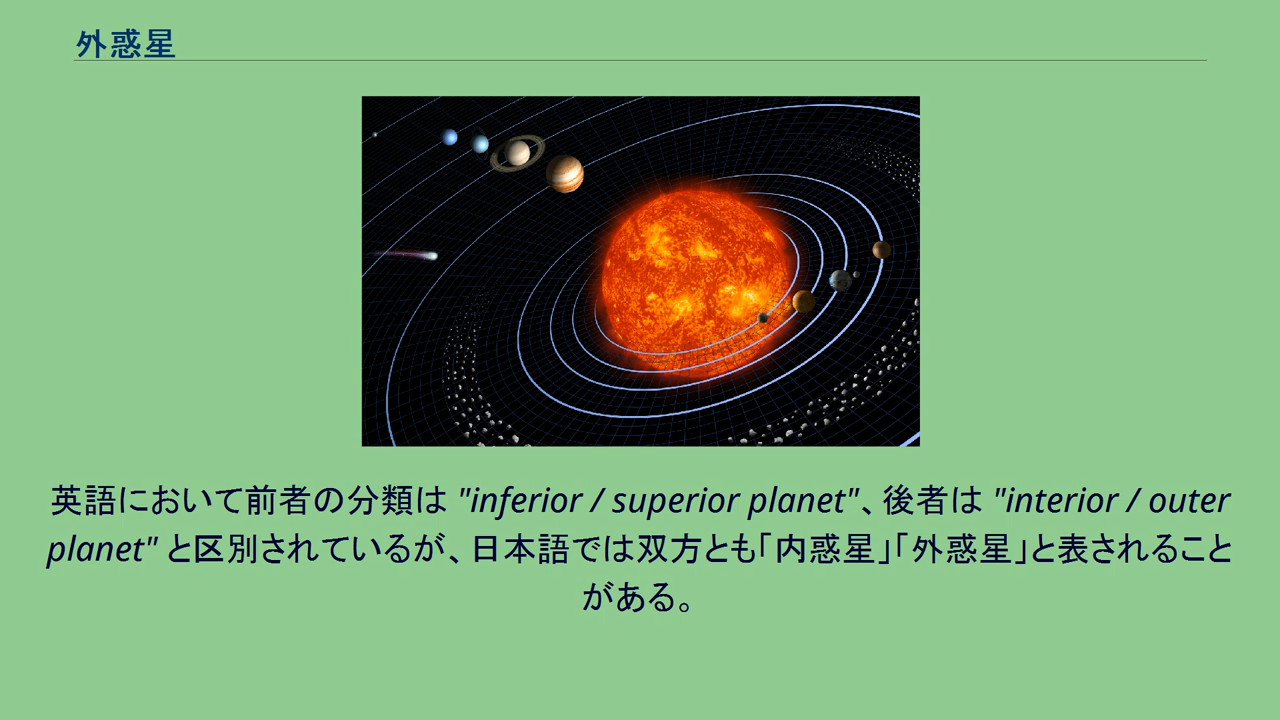 外惑星
英語において前者の分類は "inferior / superior planet"、後者は "interior / outer
planet" と区別されているが、日本語では双方とも｢内惑星｣｢外惑星｣と表されること
がある。